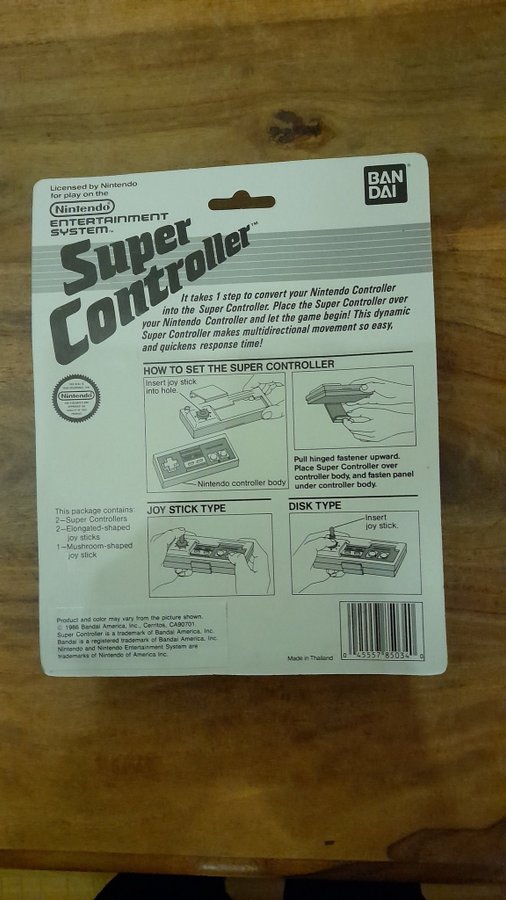 Licensed by Nintendo
for play on the
Nintendo
ENTERTAINMENT
SYSTEM™
BAN
DAI
®
Super
Controller™
It takes 1 step to convert your Nintendo Controller
into the Super Controller. Place the Super Controller over
your Nintendo Controller and let the game begin! This dynamic
Super Controller makes multidirectional movement so easy,
and quickens response time!
HOW TO SET THE SUPER CONTROLLER
Insert joy stick
into hole.
Nintendo controller body
Pull hinged fastener upward.
Place Super Controller over
controller body, and fasten panel
under controller body.
Nintendo
This package contains:
2—Super Controllers
2—Elongated-shaped
joy sticks
1—Mushroom-shaped
joy stick
JOY STICK TYPE
DISK TYPE
Insert
joy stick.
Product and color may vary from the picture shown.
© 1986 Bandai America, Inc., Cerritos, CA90701.
Super Controller is a trademark of Bandai America, Inc.
Bandai is a registered trademark of Bandai America, Inc.
Nintendo and Nintendo Entertainment System are
trademarks of Nintendo of America Inc.
Made in Thailand
0 45557 85034 0